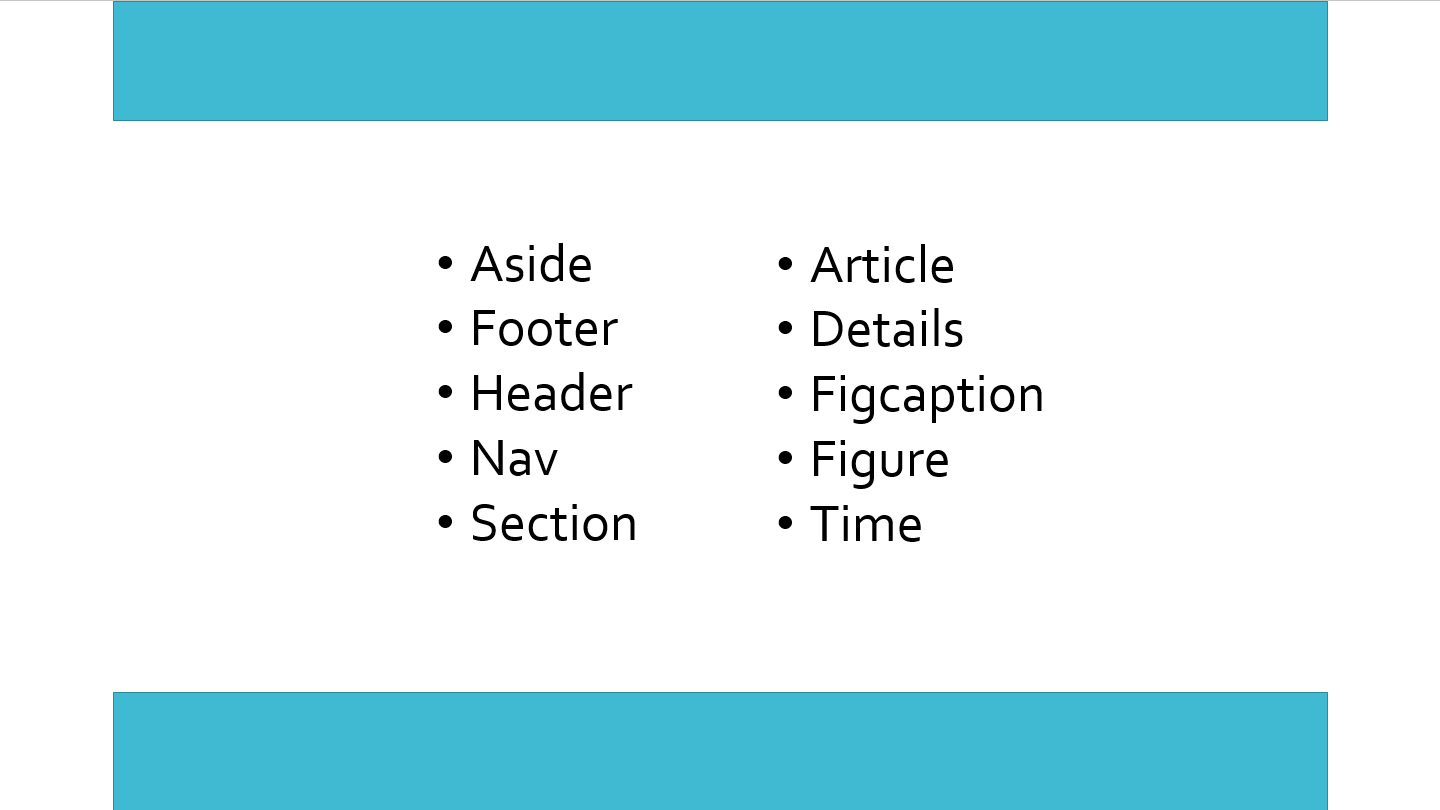 • Aside
• Footer
• Header
• Nav
• Section
• Article
• Details
• Figcaption
• Figure
• Time